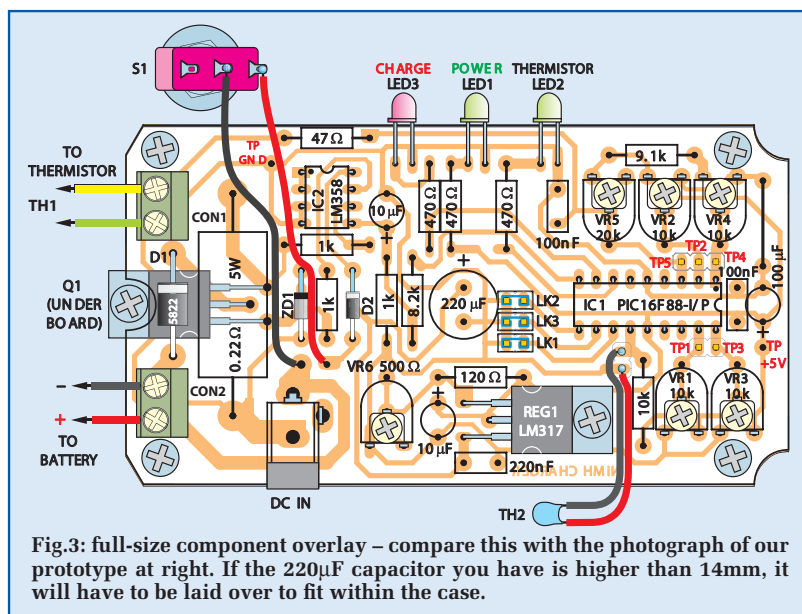 S1
CHARGE
LED3
POWER
LED1
THERMISTOR
LED2
TO
THERMISTOR
TH1
CON1
TP
GND
47Ω
IC2
LM358
10µF
470Ω
470Ω
470Ω
100nF
9.1k
VR5
20k
VR2
10k
VR4
10k
TP5
TP2
TP4
100nF
100µF
D1
5W
0.22Ω
Q1
(UNDER
BOARD)
5822
1k
ZD1
1k
D2
1k
8.2k
220µF
LK2
LK3
LK1
IC1 PIC16F88-I/P
TP1
TP3
TP
+5V
CON2
–
+
TO
BATTERY
VR6 500Ω
120Ω
10µF
REG1
LM317
220nF
10k
VR1
10k
VR3
10k
NIMH CHARGER
DC IN
TH2
Fig.3: full-size component overlay – compare this with the photograph of our
prototype at right. If the 220µF capacitor you have is higher than 14mm, it
will have to be laid over to fit within the case.